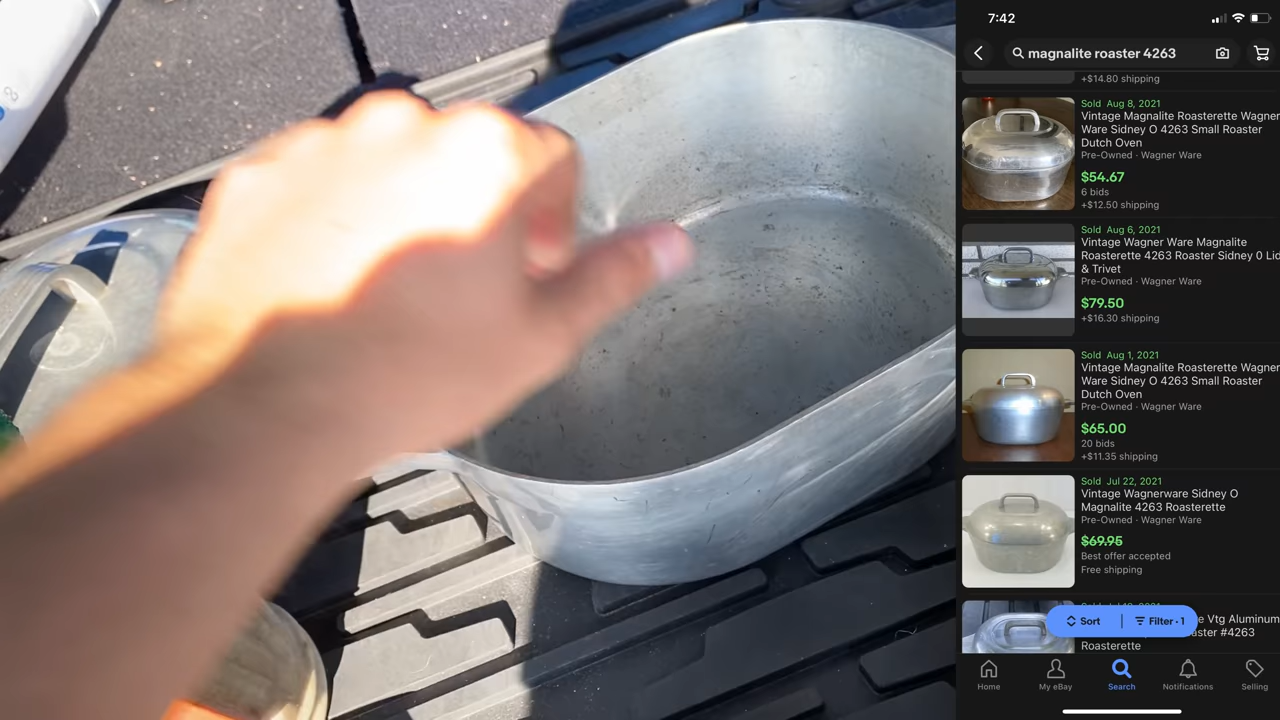 7:42
magnalite roaster 4263
+$14.80 shipping
Sold Aug 8, 2021
Vintage Magnalite Roasterette Wagner
Ware Sidney O 4263 Small Roaster
Dutch Oven
Pre-Owned · Wagner Ware
$54.67
6 bids
+$12.50 shipping
Sold Aug 6, 2021
Vintage Wagner Ware Magnalite
Roasterette 4263 Roaster Sidney 0 Lid
& Trivet
Pre-Owned · Wagner Ware
$79.50
+$16.30 shipping
Sold Aug 1, 2021
Vintage Magnalite Roasterette Wagner
Ware Sidney O 4263 Small Roaster
Dutch Oven
Pre-Owned · Wagner Ware
$65.00
20 bids
+$11.35 shipping
Sold Jul 22, 2021
Vintage Wagnerware Sidney O
Magnalite 4263 Roasterette
Pre-Owned · Wagner Ware
$69.95
Best offer accepted
Free shipping
Vtg Aluminum
#4263
Roasterette
Sort
Filter · 1
Home
My eBay
Search
Notifications
Selling